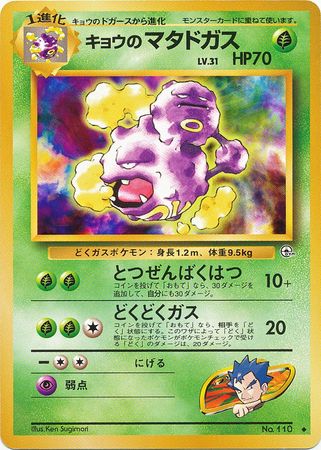 1進化
キョウのドガースから進化
モンスターカードに重ねて使います。
キョウのマタドガス
LV.31 HP70
どくガスポケモン：身長1.2m、体重9.5kg
とつぜんばくはつ 10+
コインを投げて「おもて」なら、30ダメージを
追加して、自分にも30ダメージ。
どくどくガス 20
コインを投げて「おもて」なら、相手を「どく」
状態にする。このワザによって「どく」状
態になったポケモンがポケモンチェックで受け
る「どく」のダメージは、20ダメージ。
にげる
弱点
Illus.Ken Sugimori
No.110